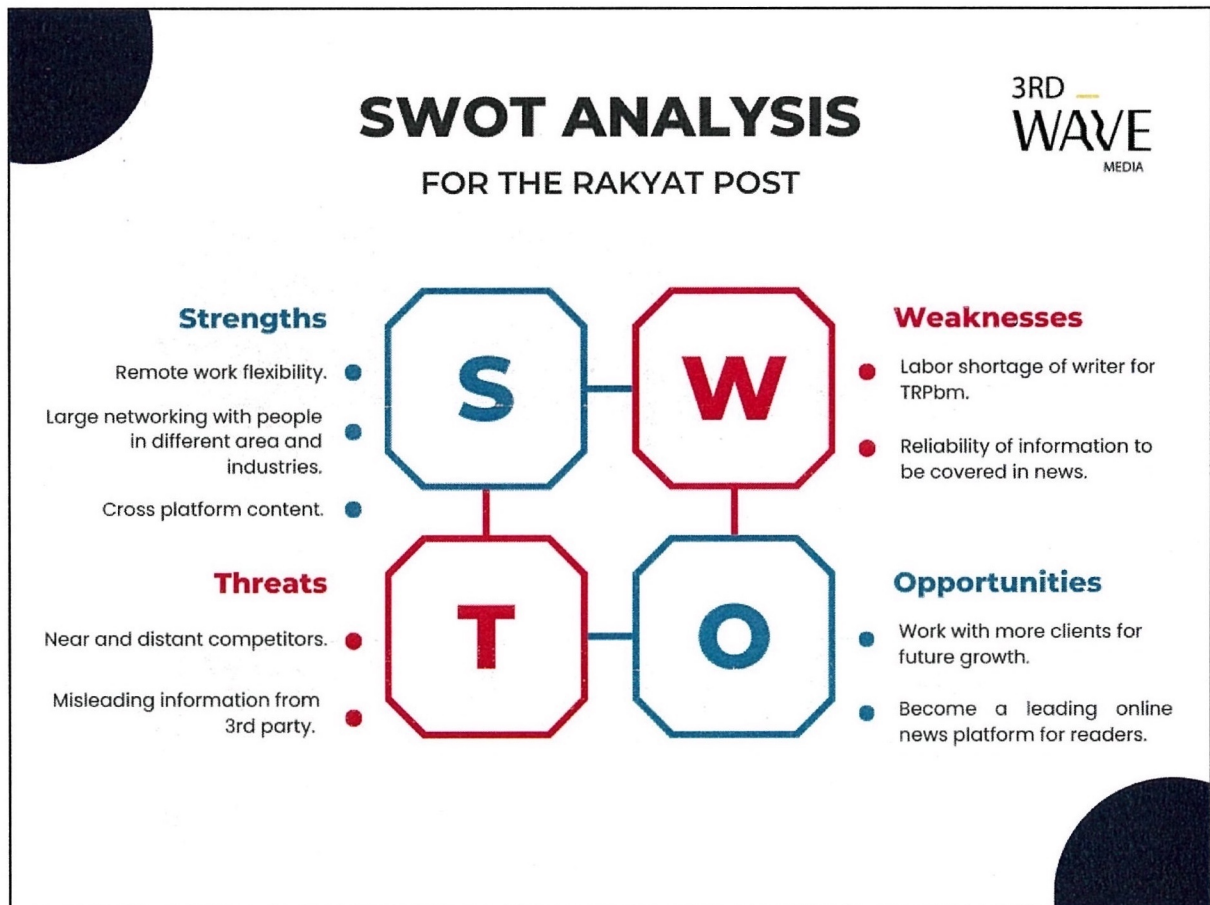 SWOT ANALYSIS
FOR THE RAKYAT POST
3RD
WAVE
MEDIA
Strengths
Remote work flexibility.
Large networking with people
in different area and
industries.
Cross platform content.
S
W
Weaknesses
Labor shortage of writer for
TRPbm.
Reliability of information to
be covered in news.
Threats
Near and distant competitors.
Misleading information from
3rd party.
T
O
Opportunities
Work with more clients for
future growth.
Become a leading online
news platform for readers.